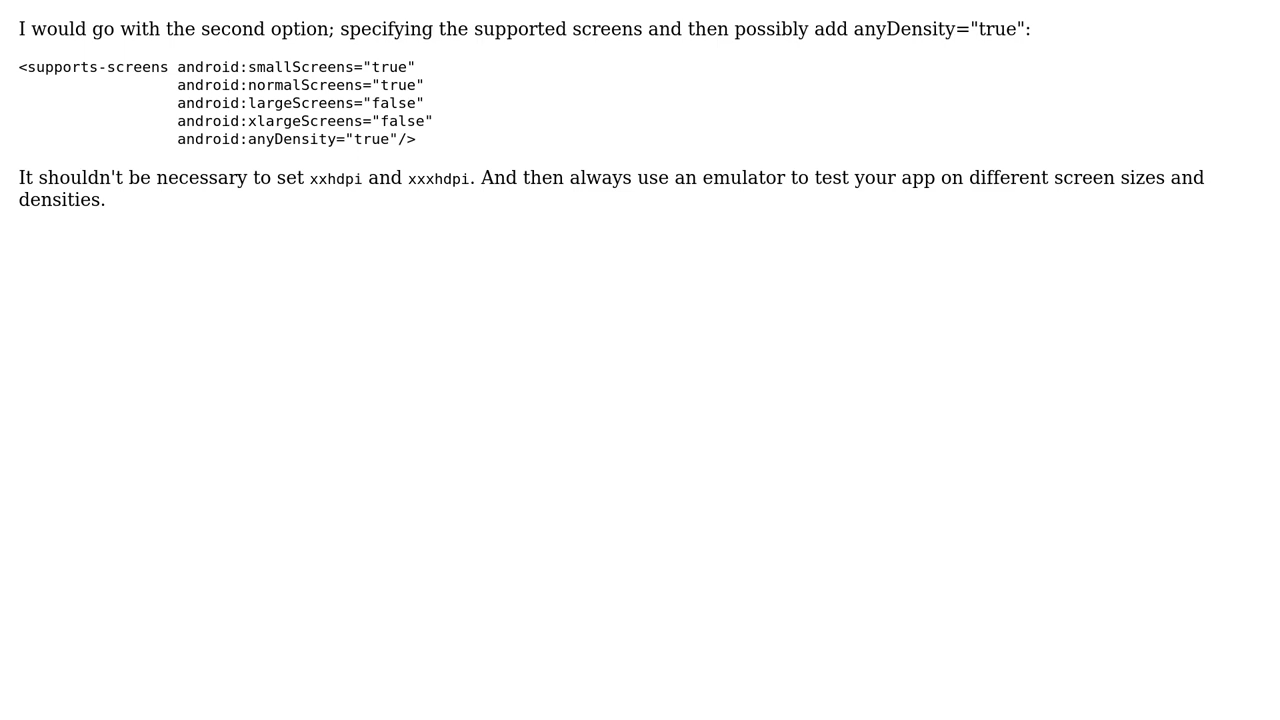 I would go with the second option; specifying the supported screens and then possibly add anyDensity="true":
<supports-screens android:smallScreens="true"
                  android:normalScreens="true"
                  android:largeScreens="false"
                  android:xlargeScreens="false"
                  android:anyDensity="true"/>
It shouldn't be necessary to set xxhdpi and xxxhdpi. And then always use an emulator to test your app on different screen sizes and
densities.